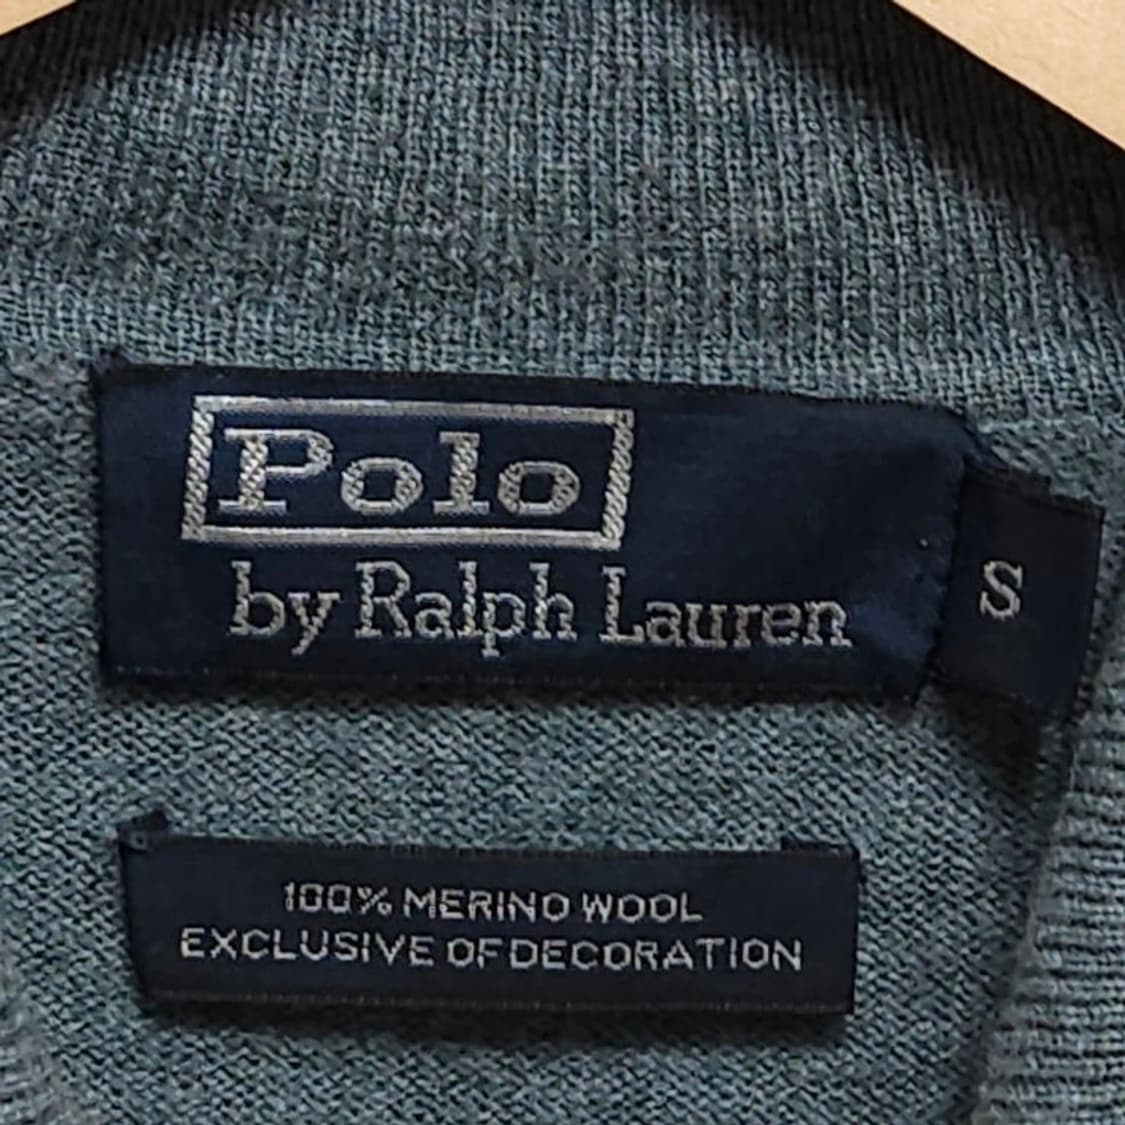 Polo
by Ralph Lauren
S
100% MERINO WOOL
EXCLUSIVE OF DECORATION